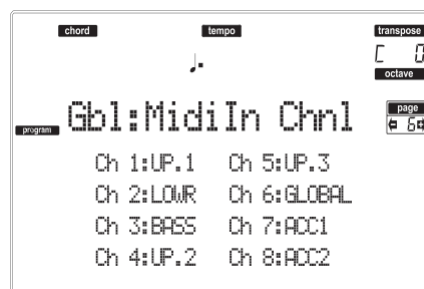 chord tempo transpose
C 0
octave
Gbl:MidiIn Chnl
page
program
6
Ch 1:UP.1 Ch 5:UP.3
Ch 2:LOWR Ch 6:GLOBAL
Ch 3:BASS Ch 7:ACC1
Ch 4:UP.2 Ch 8:ACC2